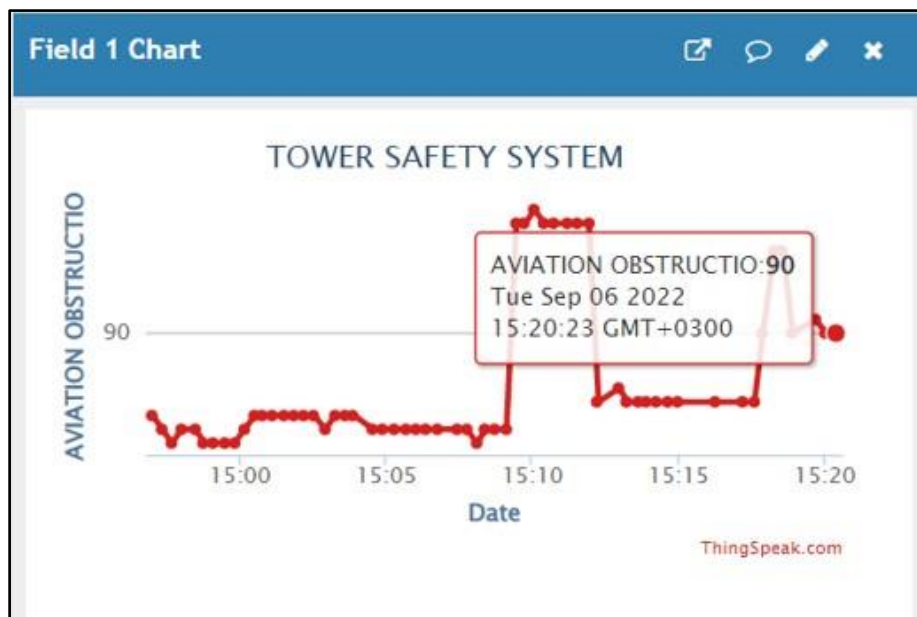 Field 1 Chart
TOWER SAFETY SYSTEM
AVIATION OBSTRUCTIO
90
AVIATION OBSTRUCTIO:90
Tue Sep 06 2022
15:20:23 GMT+0300
15:00 15:05 15:10 15:15 15:20
Date
ThingSpeak.com